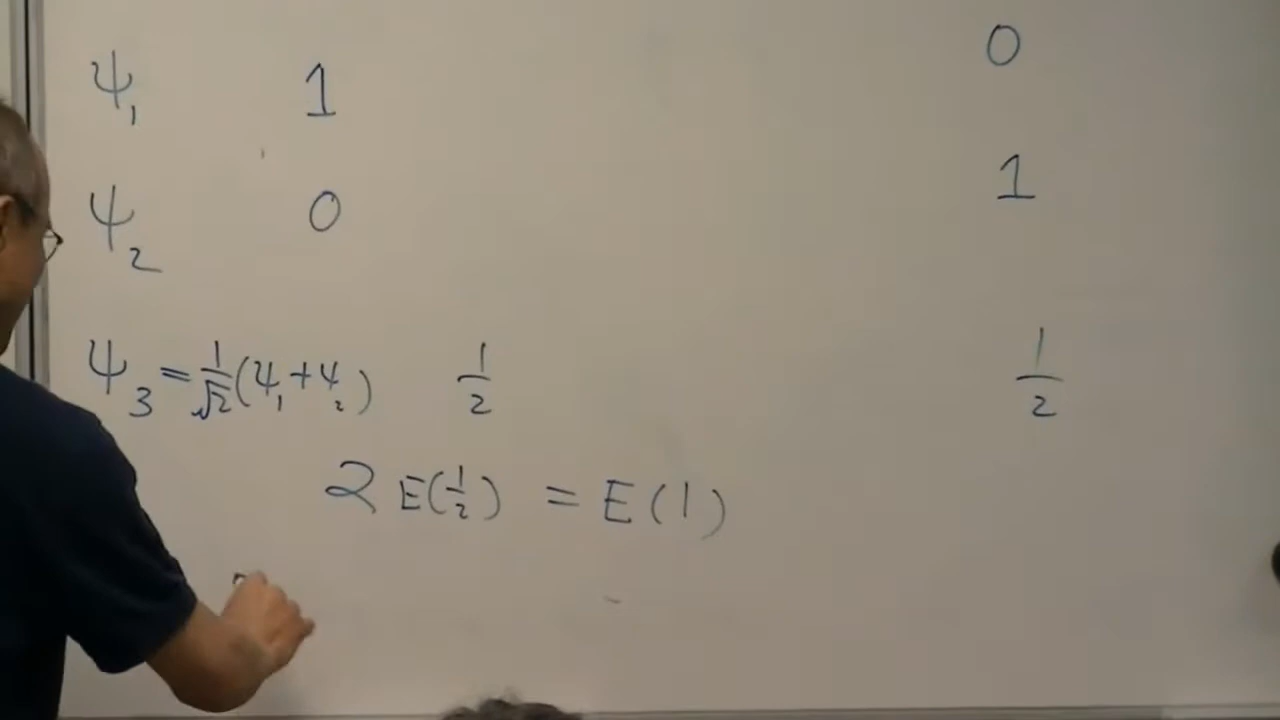 ψ₁ 1 0
ψ₂ 0 1
ψ₃ = 1/√2 (ψ₁ + ψ₂) 1/2 1/2
2 E(1/2) = E(1)